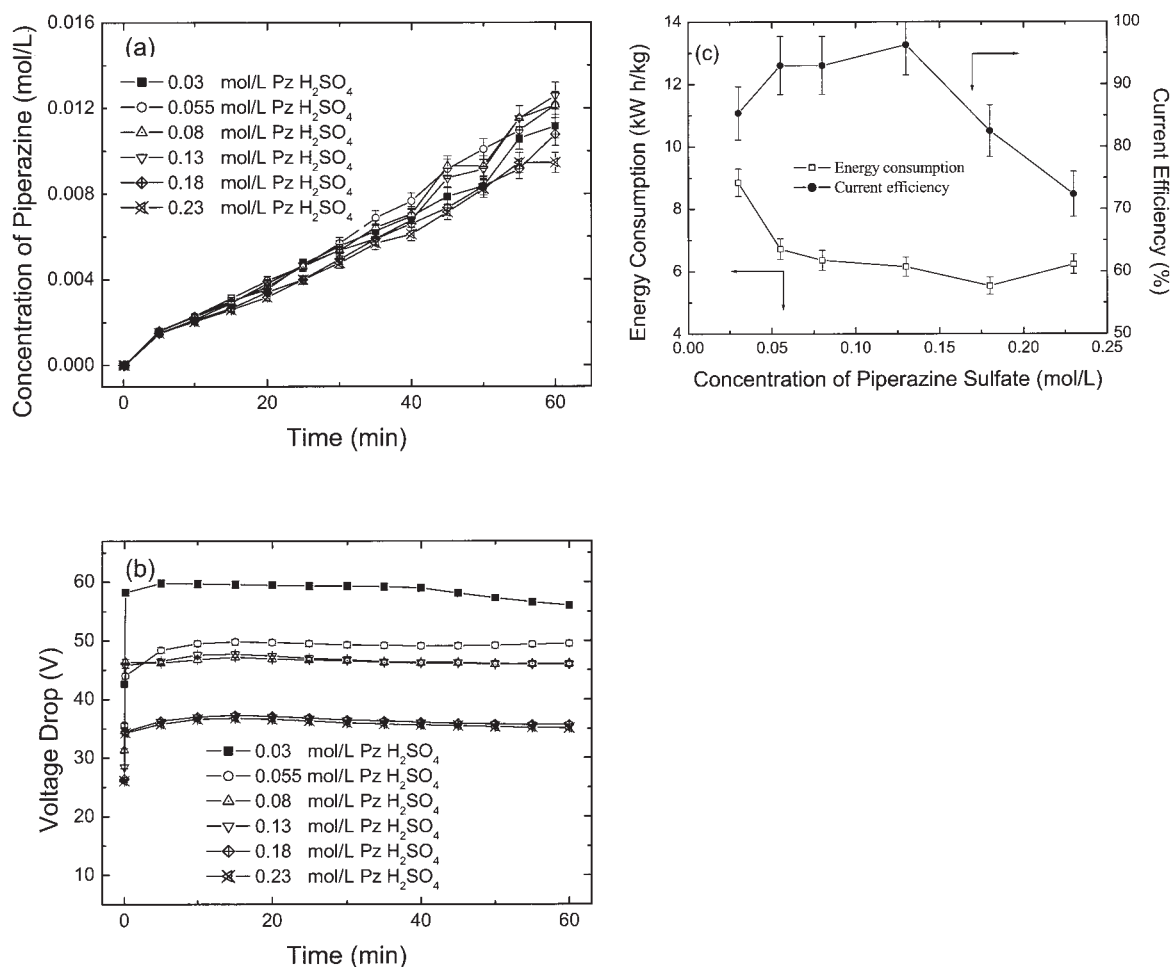 (a)
0.016
0.012
0.008
0.004
0.000
Concentration of Piperazine (mol/L)
0.03 mol/L Pz H₂SO₄
0.055 mol/L Pz H₂SO₄
0.08 mol/L Pz H₂SO₄
0.13 mol/L Pz H₂SO₄
0.18 mol/L Pz H₂SO₄
0.23 mol/L Pz H₂SO₄
0 20 40 60
Time (min)
(c)
14
12
10
8
6
4
Energy Consumption (kW h/kg)
100
90
80
70
60
50
Current Efficiency (%)
Energy consumption
Current efficiency
0.00 0.05 0.10 0.15 0.20 0.25
Concentration of Piperazine Sulfate (mol/L)
(b)
60
50
40
30
20
10
Voltage Drop (V)
0.03 mol/L Pz H₂SO₄
0.055 mol/L Pz H₂SO₄
0.08 mol/L Pz H₂SO₄
0.13 mol/L Pz H₂SO₄
0.18 mol/L Pz H₂SO₄
0.23 mol/L Pz H₂SO₄
0 20 40 60
Time (min)